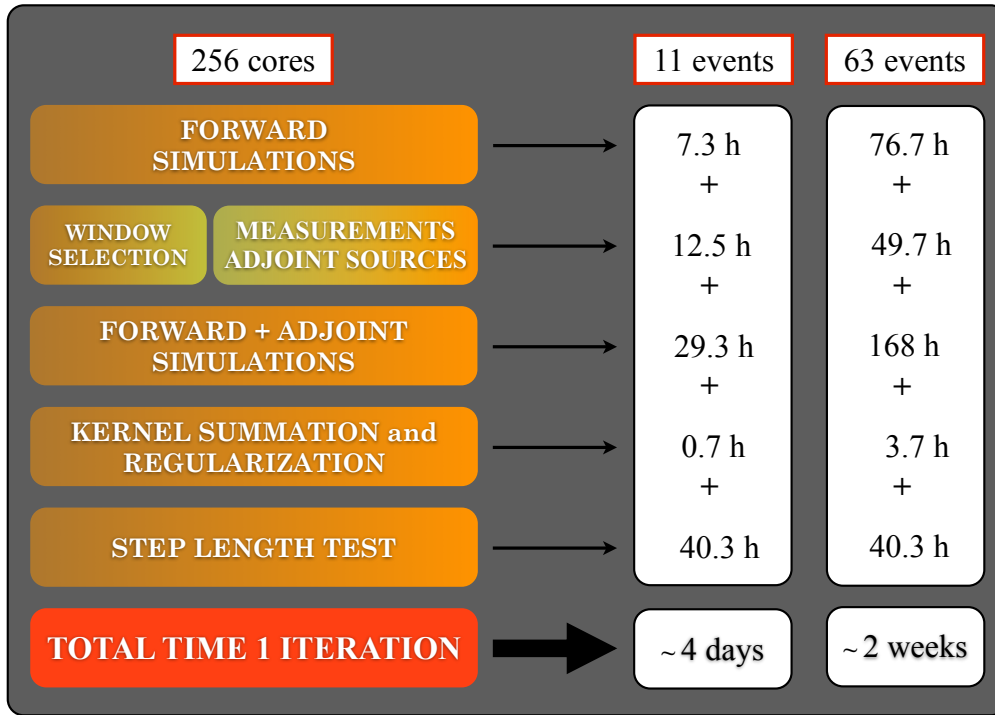 256 cores
11 events
63 events
FORWARD
SIMULATIONS
7.3 h
76.7 h
+
+
WINDOW
SELECTION
MEASUREMENTS
ADJOINT SOURCES
12.5 h
49.7 h
+
+
FORWARD + ADJOINT
SIMULATIONS
29.3 h
168 h
+
+
KERNEL SUMMATION and
REGULARIZATION
0.7 h
3.7 h
+
+
STEP LENGTH TEST
40.3 h
40.3 h
TOTAL TIME 1 ITERATION
~ 4 days
~ 2 weeks